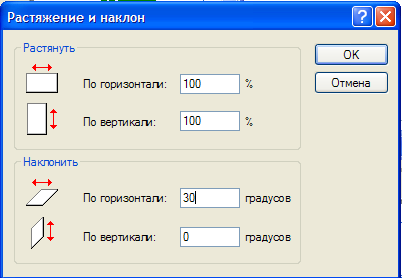 Растяжение и наклон
Растянуть
По горизонтали: 100 %
По вертикали: 100 %
Наклонить
По горизонтали: 30 градусов
По вертикали: 0 градусов
OK
Отмена